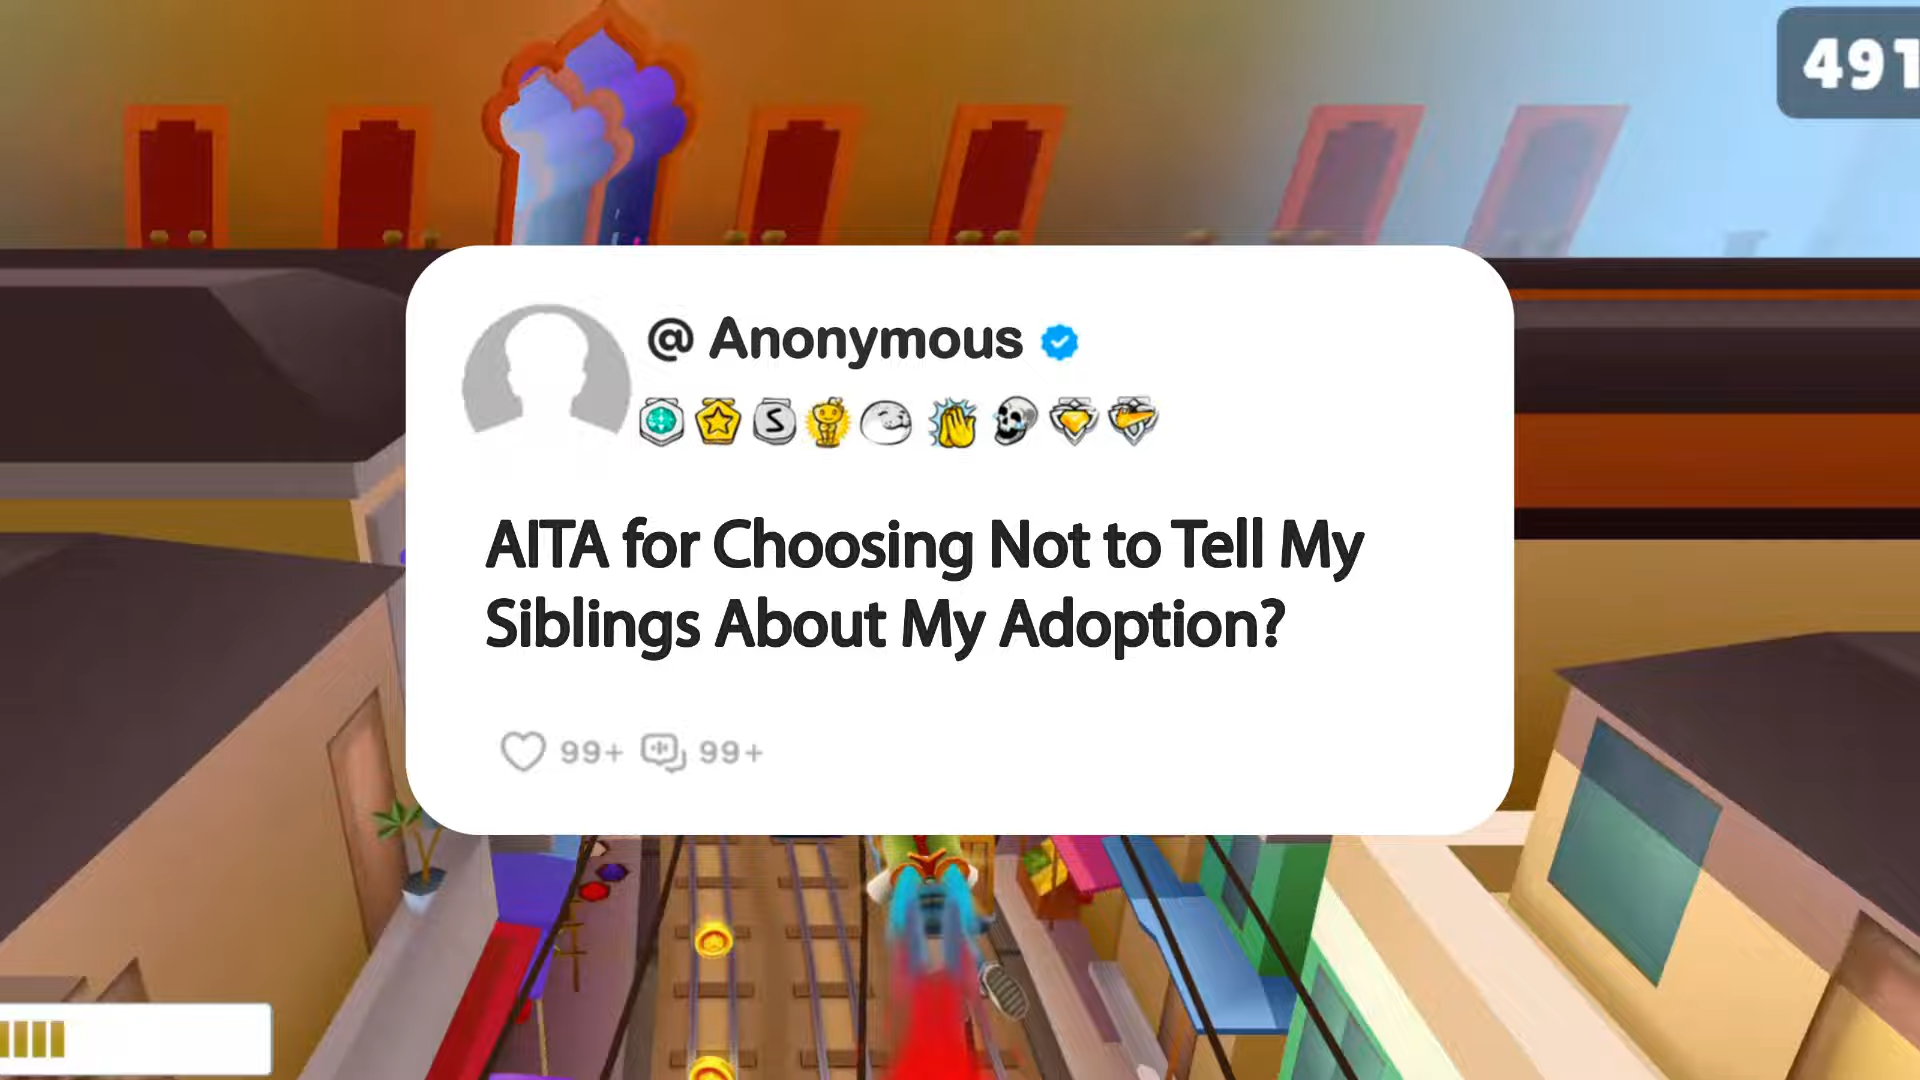 491
@ Anonymous
AITA for Choosing Not to Tell My
Siblings About My Adoption?
99+ 99+